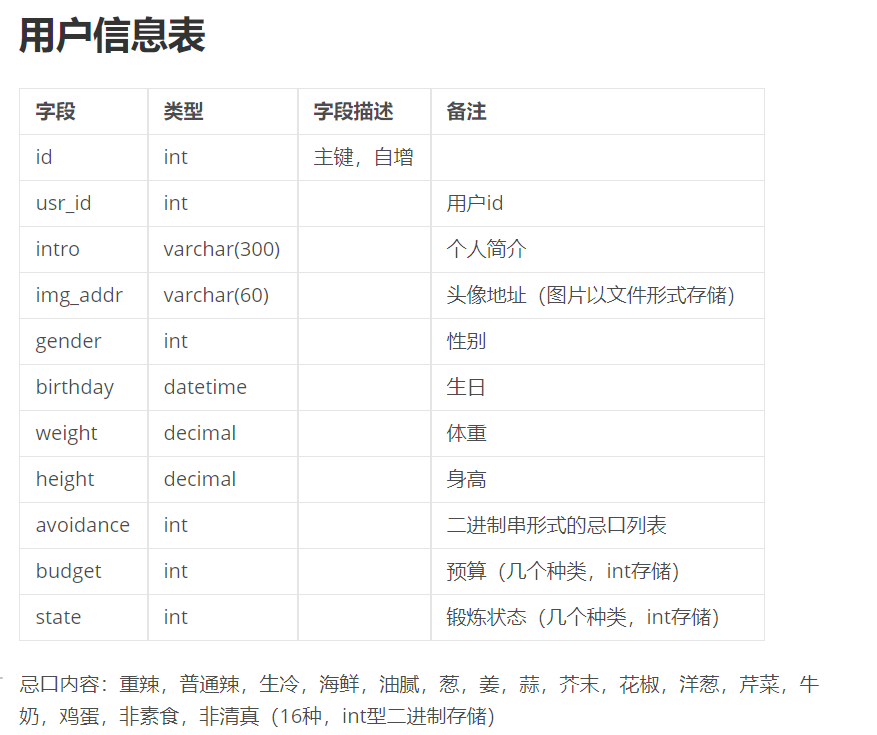 用户信息表
字段 类型 字段描述 备注
id int 主键，自增
usr_id int 用户id
intro varchar(300) 个人简介
img_addr varchar(60) 头像地址（图片以文件形式存储）
gender int 性别
birthday datetime 生日
weight decimal 体重
height decimal 身高
avoidance int 二进制串形式的忌口列表
budget int 预算（几个种类，int存储）
state int 锻炼状态（几个种类，int存储）
忌口内容：重辣，普通辣，生冷，海鲜，油腻，葱，姜，蒜，芥末，花椒，洋葱，芹菜，牛
奶，鸡蛋，非素食，非清真（16种，int型二进制存储）